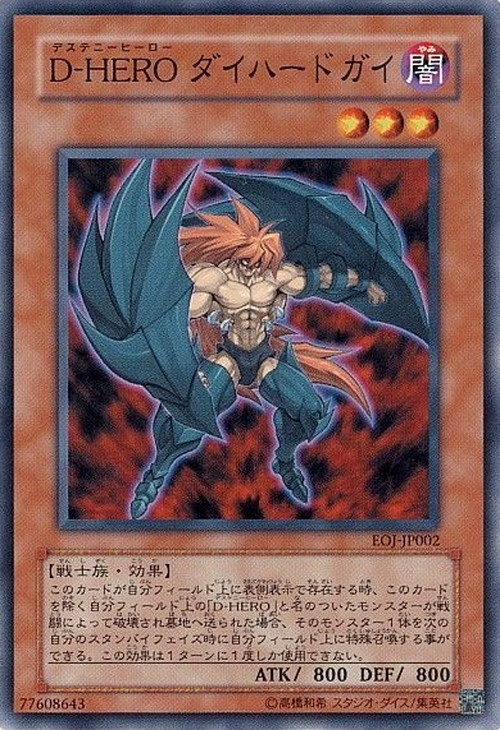 デステニーヒーロー
D-HERO ダイハードガイ
やみ
闇
EOJ-JP002
【戦士族・効果】
このカードが自分フィールド上に表側表示で存在する時、このカード
を除く自分フィールド上の「D-HERO」と名のついたモンスターが戦
闘によって破壊され墓地へ送られた場合、そのモンスター1体を次の
自分のスタンバイフェイズ時に自分フィールド上に特殊召喚する事が
できる。この効果は1ターンに1度しか使用できない。
ATK/ 800 DEF/ 800
77608643
©高橋和希 スタジオ・ダイス/集英社